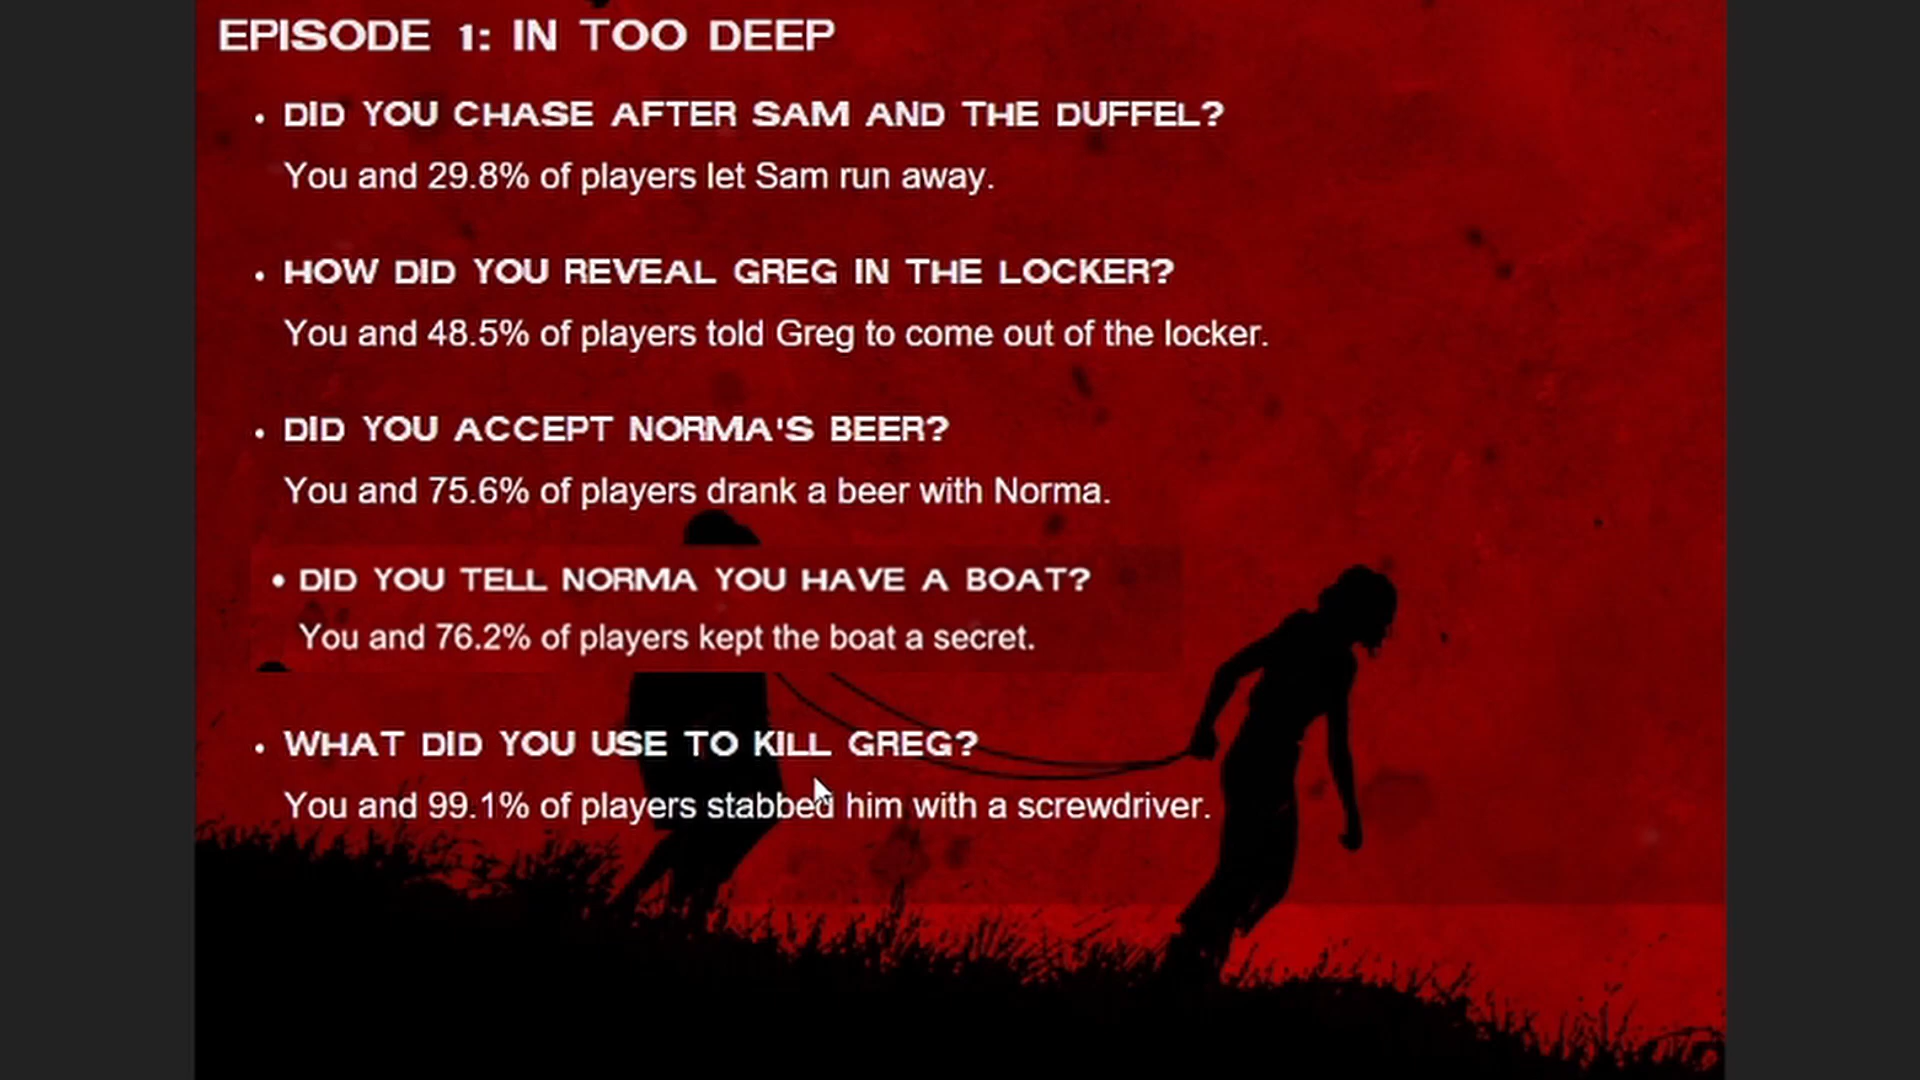 EPISODE 1: IN TOO DEEP
• DID YOU CHASE AFTER SAM AND THE DUFFEL?
You and 29.8% of players let Sam run away.
• HOW DID YOU REVEAL GREG IN THE LOCKER?
You and 48.5% of players told Greg to come out of the locker.
• DID YOU ACCEPT NORMA'S BEER?
You and 75.6% of players drank a beer with Norma.
• DID YOU TELL NORMA YOU HAVE A BOAT?
You and 76.2% of players kept the boat a secret.
• WHAT DID YOU USE TO KILL GREG?
You and 99.1% of players stabbed him with a screwdriver.